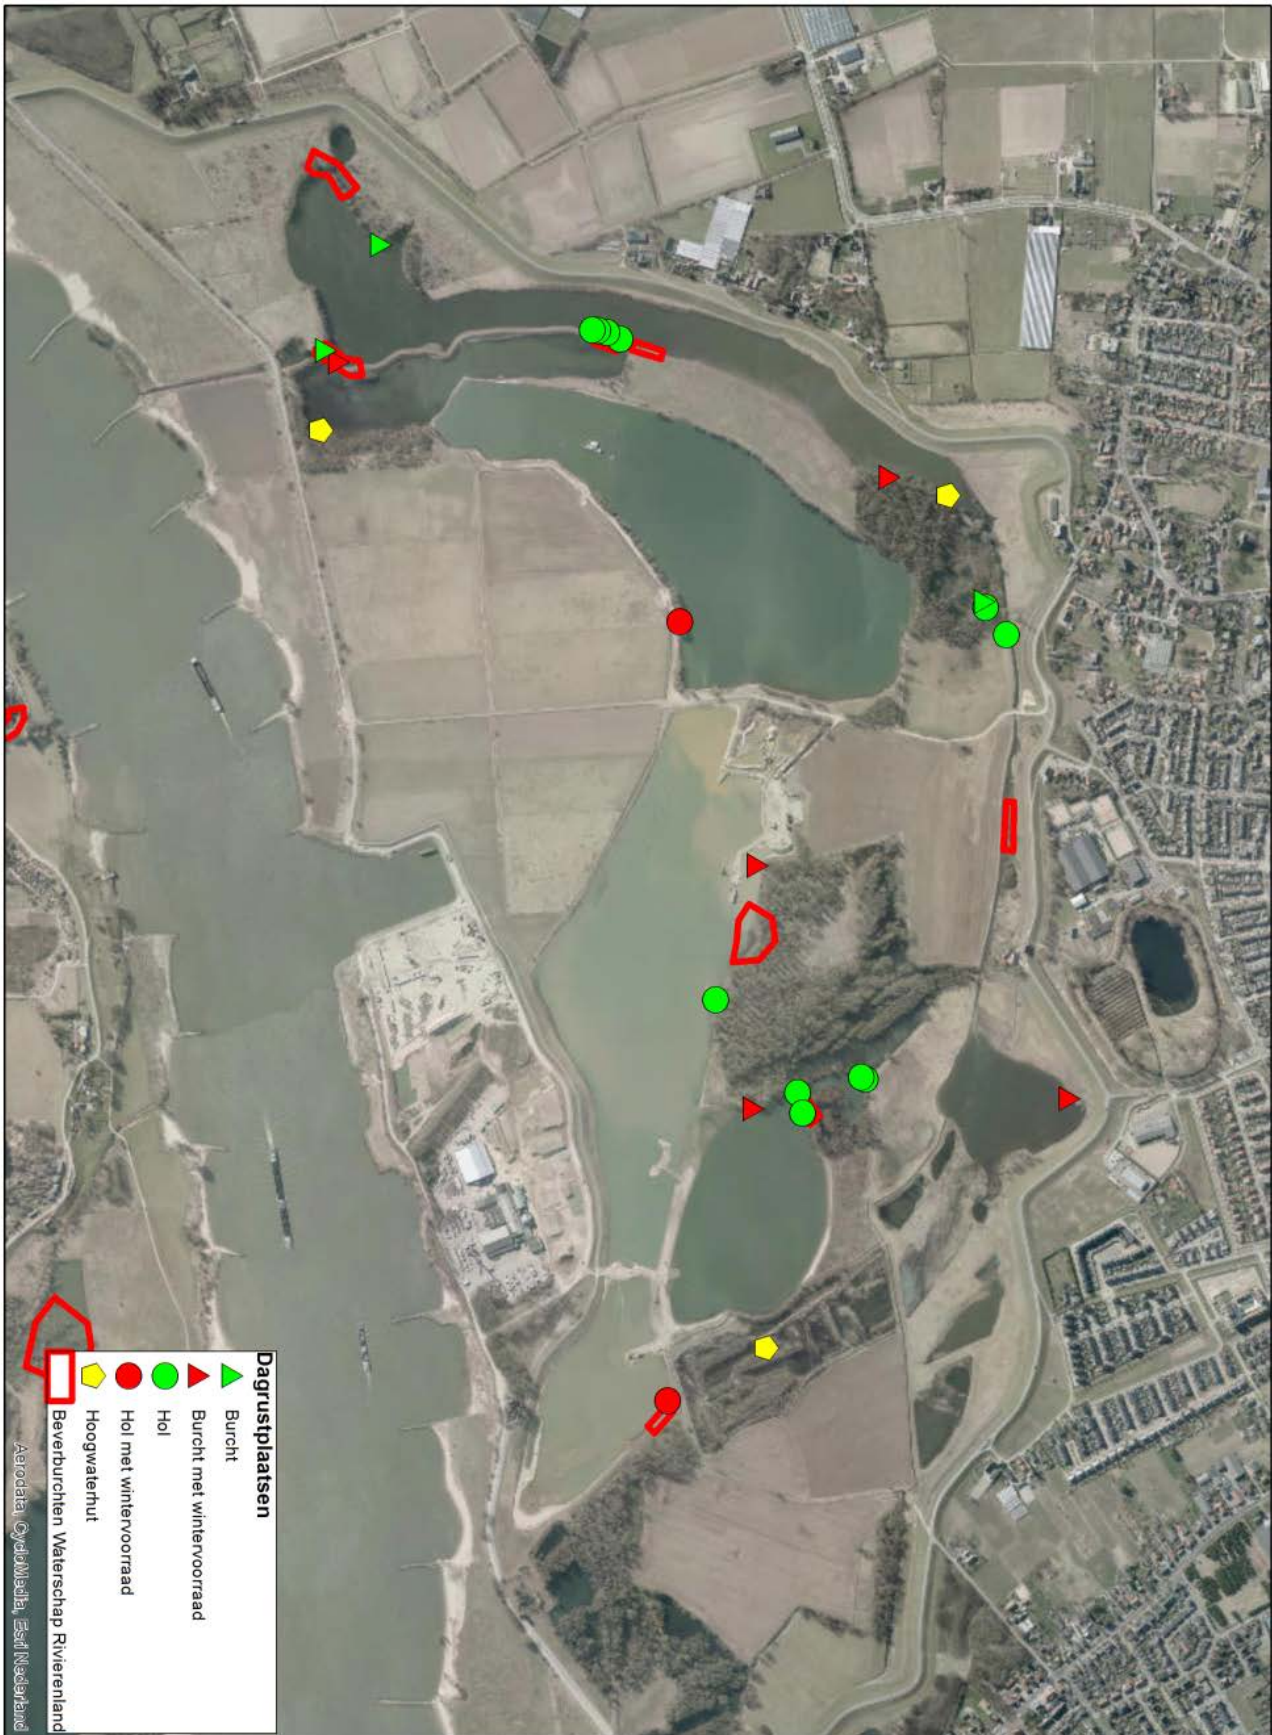 Dagrustplaatsen
Burcht
Burcht met wintervoorraad
Hol
Hol met wintervoorraad
Hoogwaterhut
Beverburchten Waterschap Rivierenland
Aerodata, CycloMedia, Esri Nederland